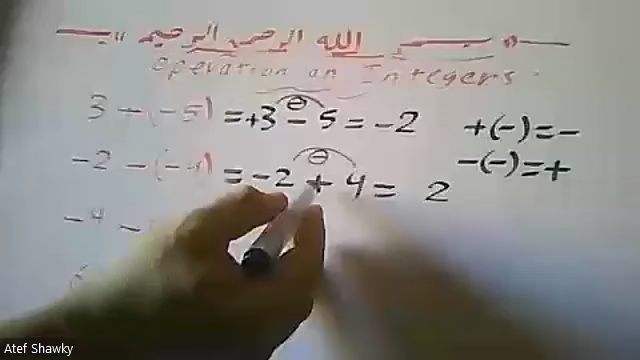 بسم الله الرحمن الرحيم
Operation on Integers.
3 + (-5) = +3 - 5 = -2
⊖
+(-) = -
-2 - (-4) = -2 + 4 = 2
⊖
-(-) = +
-4 -
Atef Shawky